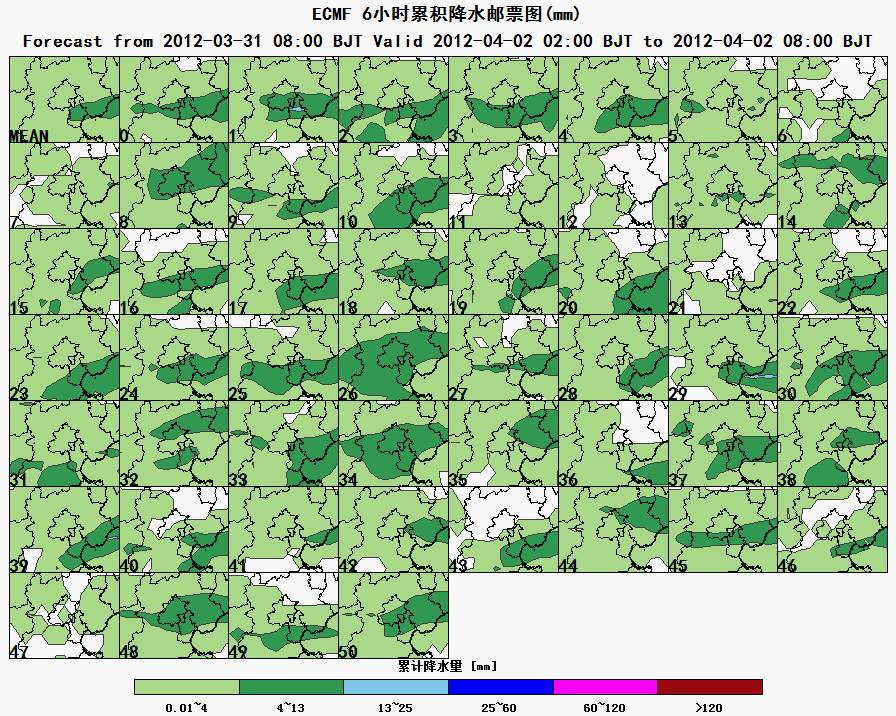 ECMF 6小时累积降水邮票图(mm)
Forecast from 2012-03-31 08:00 BJT Valid 2012-04-02 02:00 BJT to 2012-04-02 08:00 BJT
MEAN 0 1 2 3 4 5 6
7 8 9 10 11 12 13 14
15 16 17 18 19 20 21 22
23 24 25 26 27 28 29 30
31 32 33 34 35 36 37 38
39 40 41 42 43 44 45 46
47 48 49 50
累计降水量 [mm]
0.01~4 4~13 13~25 25~60 60~120 >120